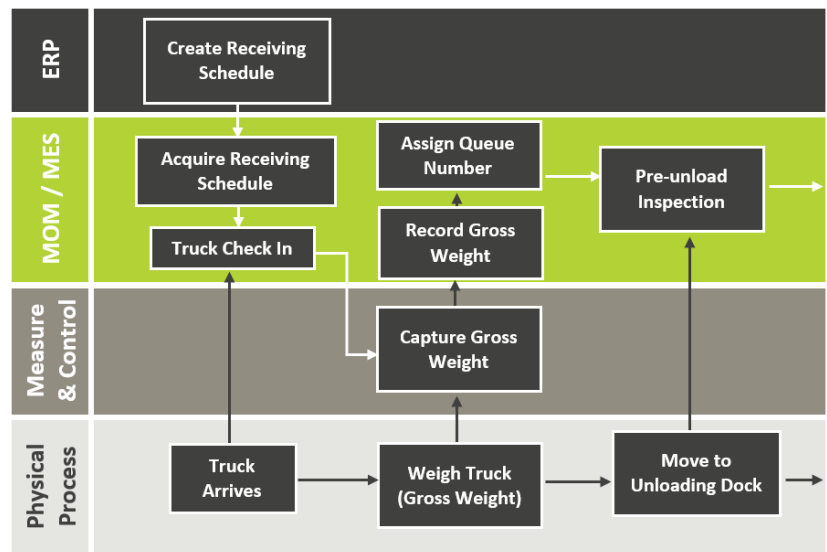 ERP
Create Receiving
Schedule
MOM / MES
Acquire Receiving
Schedule
Truck Check In
Assign Queue
Number
Record Gross
Weight
Pre-unload
Inspection
Measure
& Control
Capture Gross
Weight
Physical
Process
Truck
Arrives
Weigh Truck
(Gross Weight)
Move to
Unloading Dock